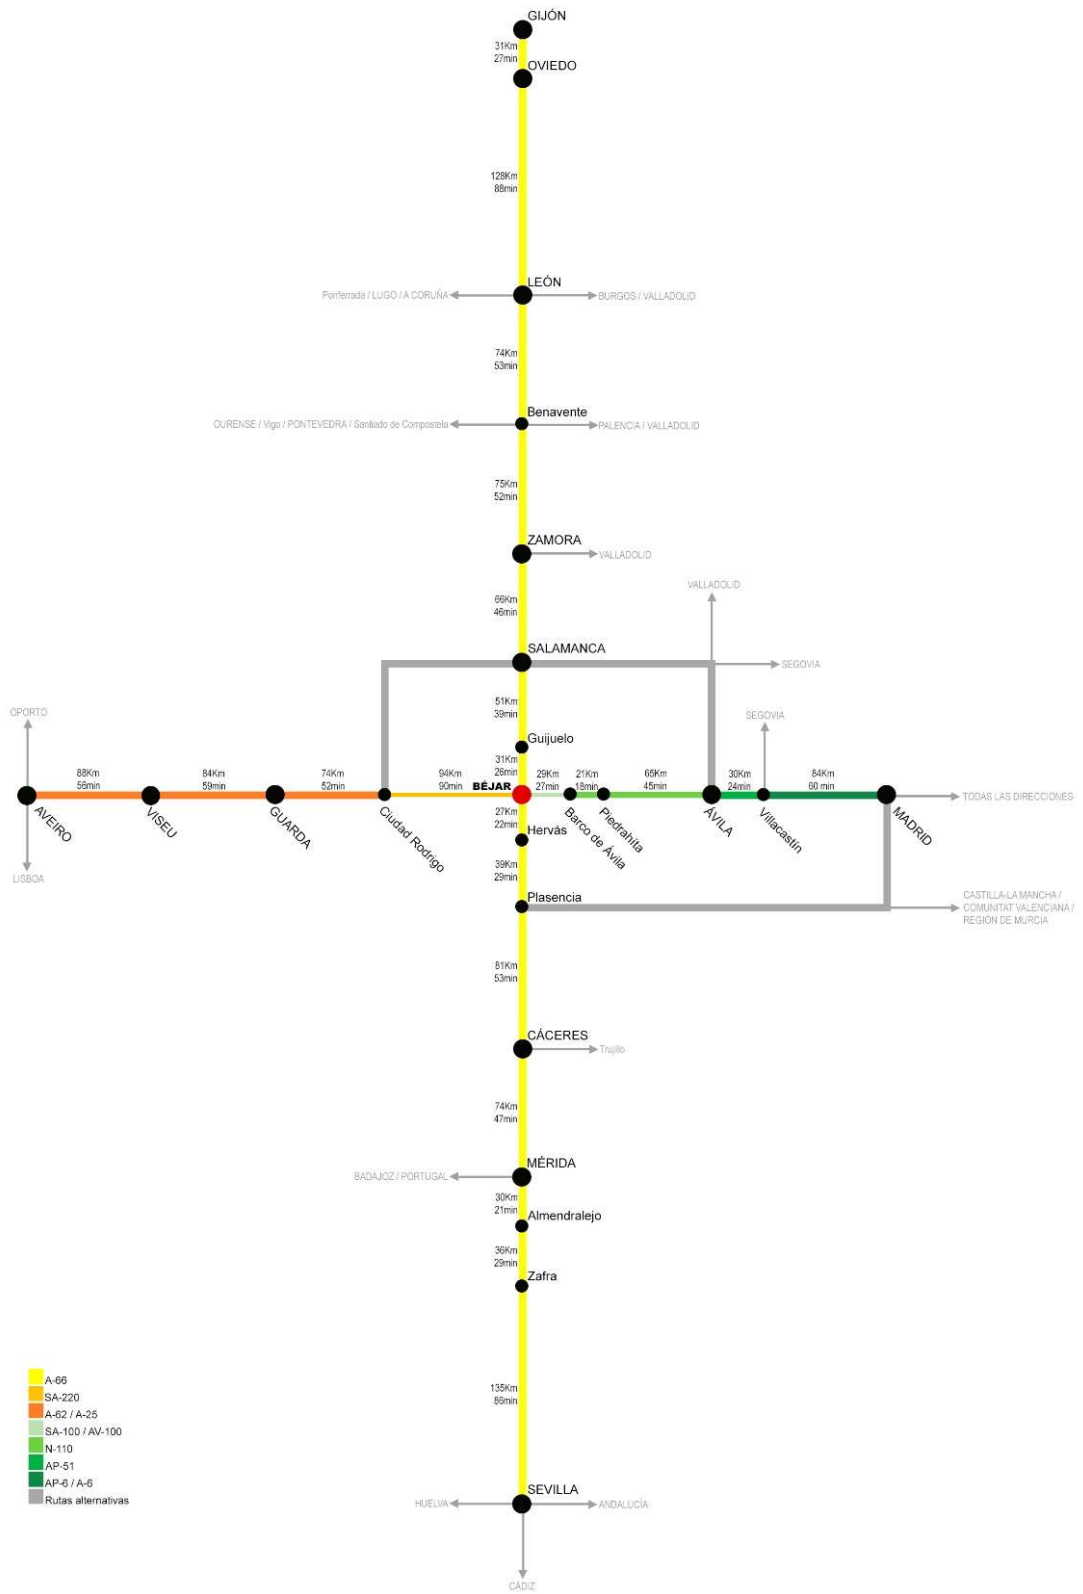 GIJÓN
31Km
27min
OVIEDO
128Km
88min
LEÓN
Ponferrada / LUGO / A CORUÑA
BURGOS / VALLADOLID
74Km
53min
Benavente
OURENSE / Vigo / PONTEVEDRA / Santiado de Compostela
PALENCIA / VALLADOLID
75Km
52min
ZAMORA
VALLADOLID
66Km
46min
VALLADOLID
SALAMANCA
SEGOVIA
51Km
39min
OPORTO
SEGOVIA
Guijuelo
31Km
26min
88Km
56min
84Km
59min
74Km
52min
94Km
90min
BÉJAR
29Km
27min
21Km
18min
65Km
45min
30Km
24min
84Km
60 min
TODAS LAS DIRECCIONES
AVEIRO
VISEU
GUARDA
Ciudad Rodrigo
27Km
22min
Hervás
Barco de Ávila
Piedrahíta
ÁVILA
Villacastín
MADRID
LISBOA
39Km
29min
Plasencia
CASTILLA-LA MANCHA /
COMUNITAT VALENCIANA /
REGIÓN DE MURCIA
81Km
53min
CÁCERES
Trujillo
74Km
47min
MÉRIDA
BADAJOZ / PORTUGAL
30Km
21min
Almendralejo
36Km
29min
Zafra
135Km
86min
A-66
SA-220
A-62 / A-25
SA-100 / AV-100
N-110
AP-51
AP-6 / A-6
Rutas alternativas
SEVILLA
HUELVA
ANDALUCÍA
CÁDIZ